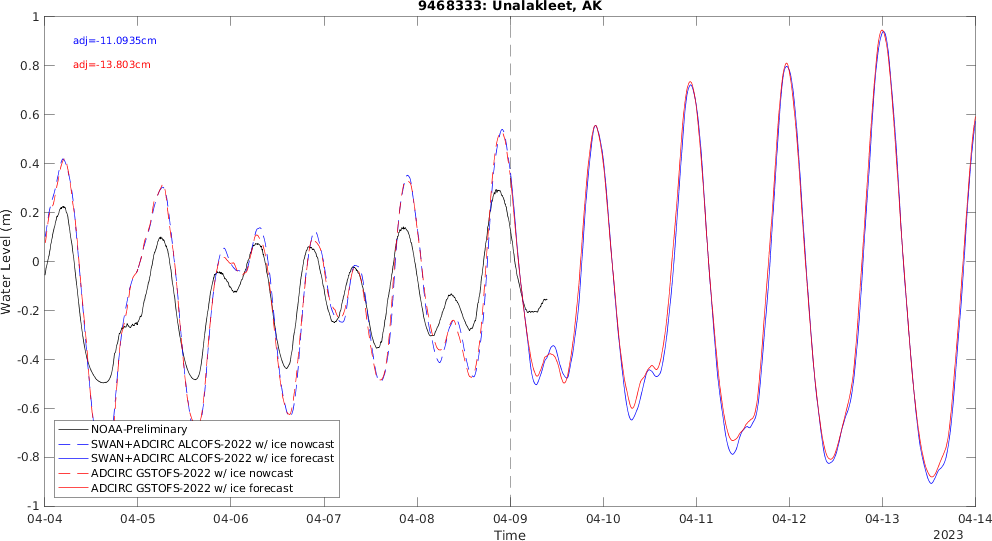 9468333: Unalakleet, AK
adj=-11.0935cm
adj=-13.803cm
Water Level (m)
1
0.8
0.6
0.4
0.2
0
-0.2
-0.4
-0.6
-0.8
-1
NOAA-Preliminary
SWAN+ADCIRC ALCOFS-2022 w/ ice nowcast
SWAN+ADCIRC ALCOFS-2022 w/ ice forecast
ADCIRC GSTOFS-2022 w/ ice nowcast
ADCIRC GSTOFS-2022 w/ ice forecast
04-04 04-05 04-06 04-07 04-08 04-09 04-10 04-11 04-12 04-13 04-14
Time
2023